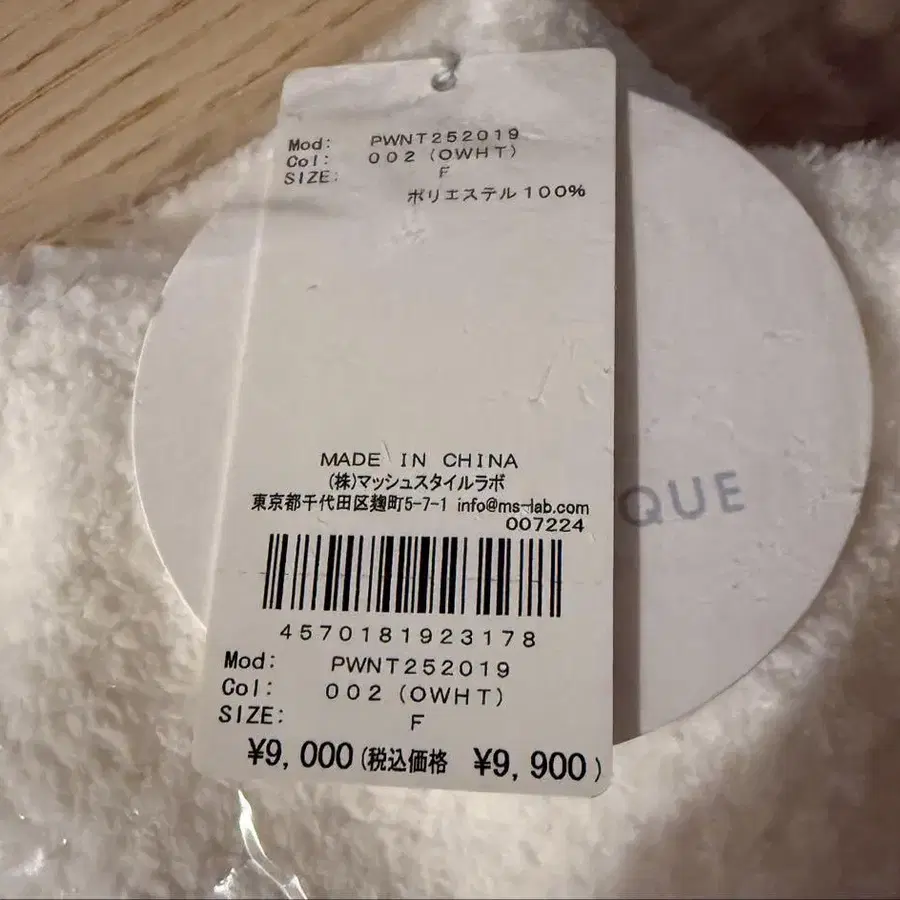 Mod: PWNT252019
Col: 002 (OWHT)
SIZE: F
ポリエステル100%
MADE IN CHINA
(株)マッシュスタイルラボ
東京都千代田区麹町5-7-1 info@ms-lab.com
007224
QUE
4570181923178
Mod: PWNT252019
Col: 002 (OWHT)
SIZE: F
¥9,000(税込価格 ¥9,900)